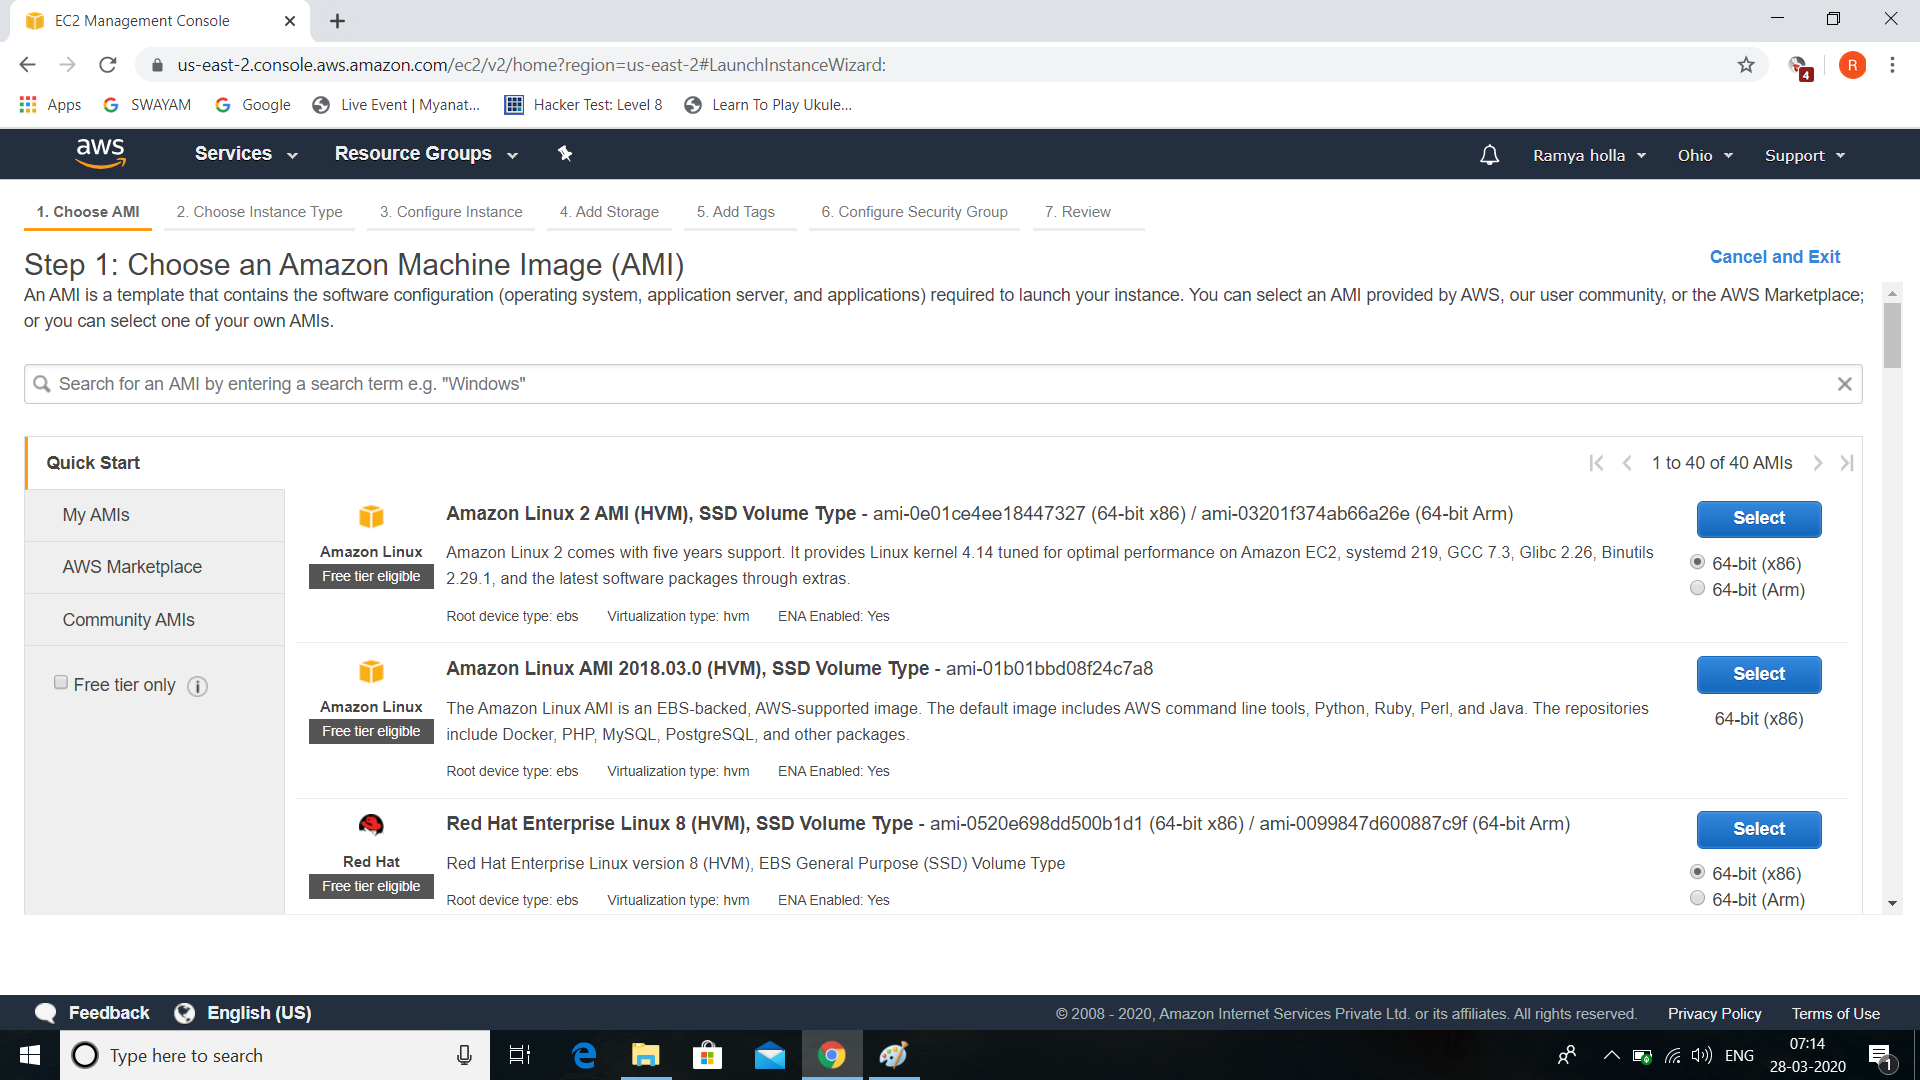 EC2 Management Console
us-east-2.console.aws.amazon.com/ec2/v2/home?region=us-east-2#LaunchInstanceWizard:
4
R
Apps
SWAYAM
Google
Live Event | Myanat...
Hacker Test: Level 8
Learn To Play Ukule...
aws
Services
Resource Groups
Ramya holla
Ohio
Support
1. Choose AMI
2. Choose Instance Type
3. Configure Instance
4. Add Storage
5. Add Tags
6. Configure Security Group
7. Review
Step 1: Choose an Amazon Machine Image (AMI)
Cancel and Exit
An AMI is a template that contains the software configuration (operating system, application server, and applications) required to launch your instance. You can select an AMI provided by AWS, our user community, or the AWS Marketplace;
or you can select one of your own AMIs.
Search for an AMI by entering a search term e.g. "Windows"
Quick Start
1 to 40 of 40 AMIs
My AMIs
AWS Marketplace
Community AMIs
Free tier only
i
Amazon Linux
Free tier eligible
Amazon Linux 2 AMI (HVM), SSD Volume Type - ami-0e01ce4ee18447327 (64-bit x86) / ami-03201f374ab66a26e (64-bit Arm)
Amazon Linux 2 comes with five years support. It provides Linux kernel 4.14 tuned for optimal performance on Amazon EC2, systemd 219, GCC 7.3, Glibc 2.26, Binutils
2.29.1, and the latest software packages through extras.
Root device type: ebs Virtualization type: hvm ENA Enabled: Yes
Select
64-bit (x86)
64-bit (Arm)
Amazon Linux
Free tier eligible
Amazon Linux AMI 2018.03.0 (HVM), SSD Volume Type - ami-01b01bbd08f24c7a8
The Amazon Linux AMI is an EBS-backed, AWS-supported image. The default image includes AWS command line tools, Python, Ruby, Perl, and Java. The repositories
include Docker, PHP, MySQL, PostgreSQL, and other packages.
Root device type: ebs Virtualization type: hvm ENA Enabled: Yes
Select
64-bit (x86)
Red Hat
Free tier eligible
Red Hat Enterprise Linux 8 (HVM), SSD Volume Type - ami-0520e698dd500b1d1 (64-bit x86) / ami-0099847d600887c9f (64-bit Arm)
Red Hat Enterprise Linux version 8 (HVM), EBS General Purpose (SSD) Volume Type
Root device type: ebs Virtualization type: hvm ENA Enabled: Yes
Select
64-bit (x86)
64-bit (Arm)
Feedback
English (US)
© 2008 - 2020, Amazon Internet Services Private Ltd. or its affiliates. All rights reserved.
Privacy Policy
Terms of Use
Type here to search
ENG
07:14
28-03-2020
1